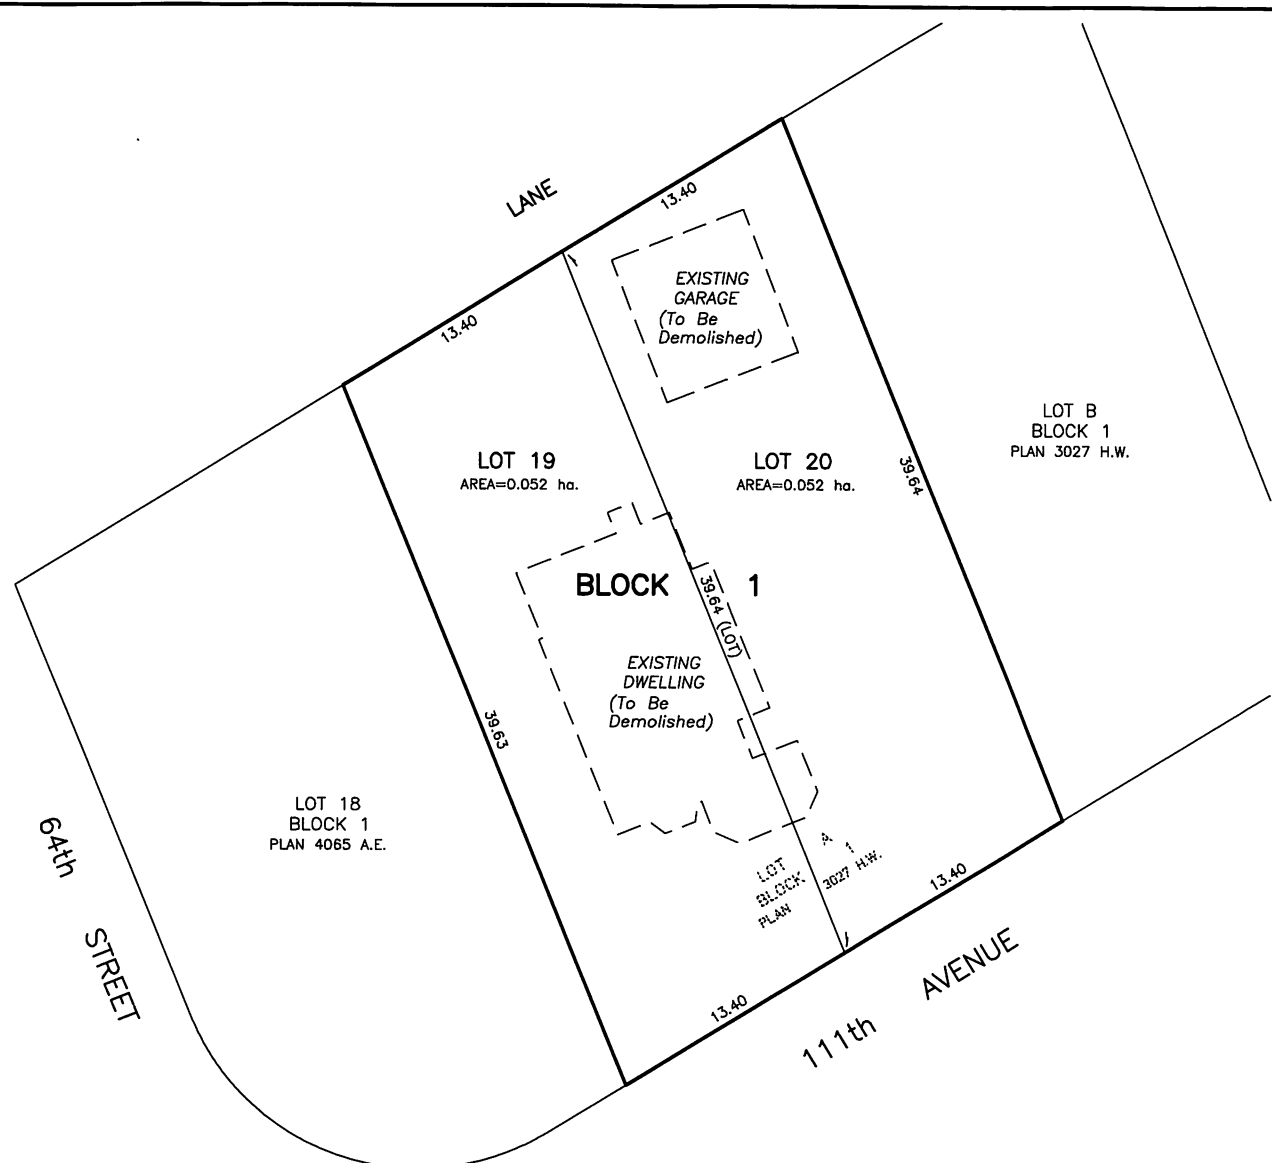 LANE
13.40
13.40
EXISTING
GARAGE
(To Be
Demolished)
LOT 19
AREA=0.052 ha.
LOT 20
AREA=0.052 ha.
39.64
LOT B
BLOCK 1
PLAN 3027 H.W.
BLOCK 1
39.64 (LOT)
EXISTING
DWELLING
(To Be
Demolished)
39.63
LOT 18
BLOCK 1
PLAN 4065 A.E.
64th STREET
LOT A
BLOCK 1
PLAN 3027 H.W.
13.40
13.40
111th AVENUE